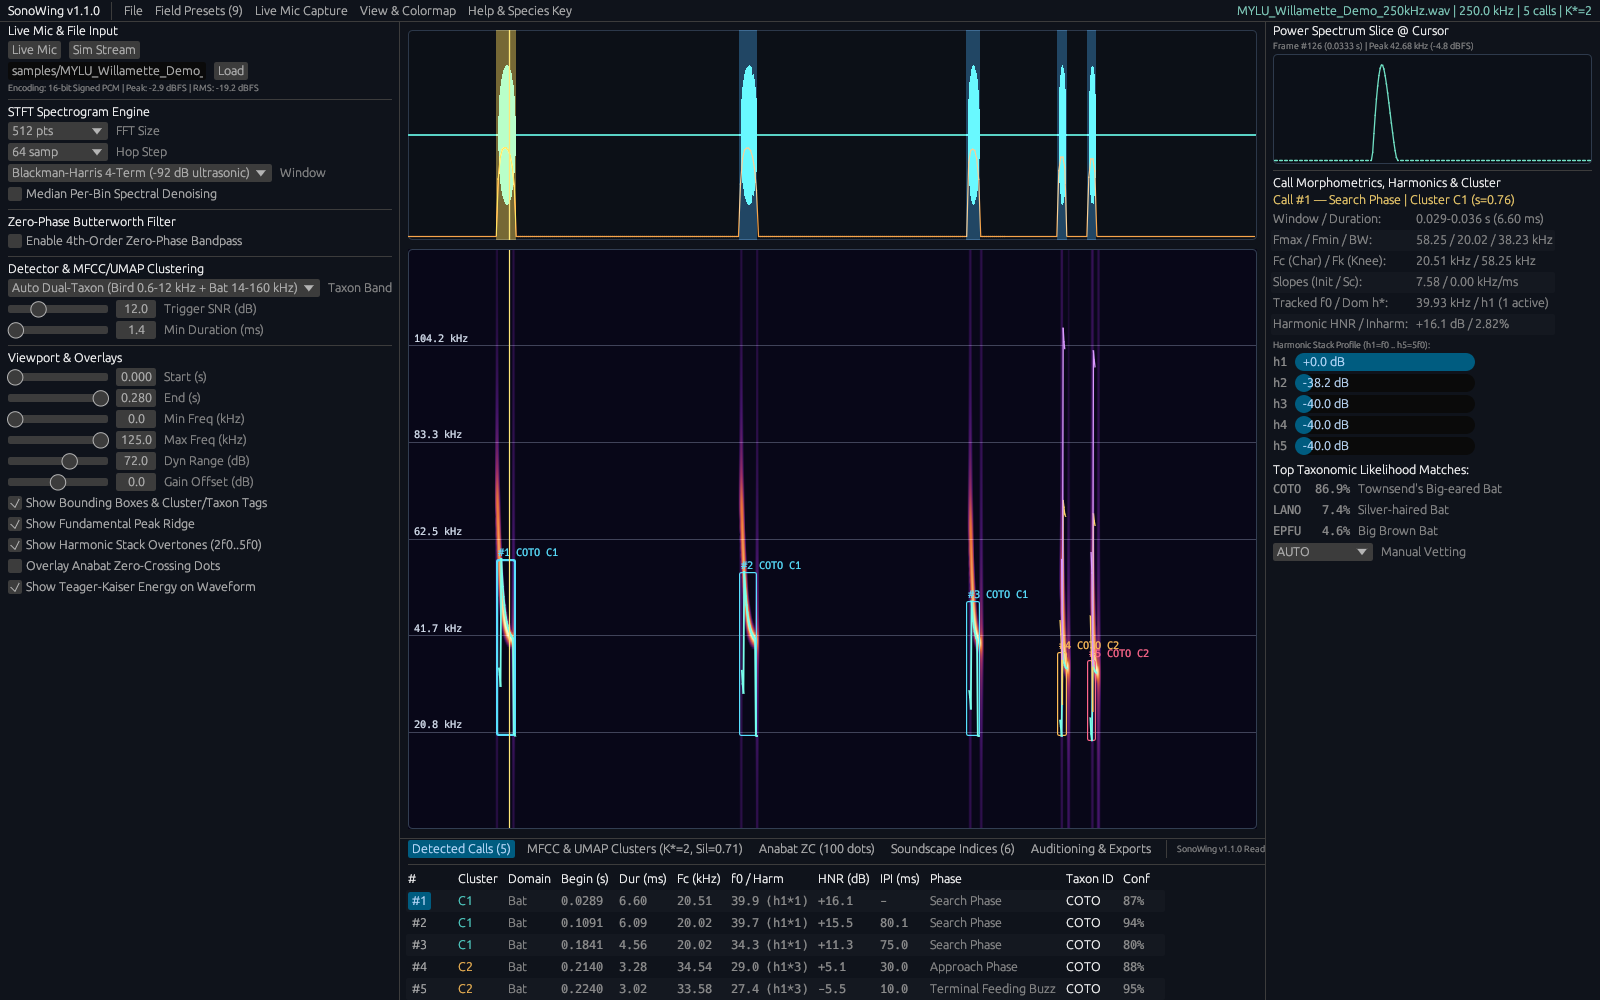 SonoWing v1.1.0 File Field Presets (9) Live Mic Capture View & Colormap Help & Species Key MYLU_Willamette_Demo_250kHz.wav | 250.0 kHz | 5 calls | K*=2
Live Mic & File Input
Live Mic Sim Stream
samples/MYLU_Willamette_Demo_ Load
Encoding: 16-bit Signed PCM | Peak: -2.9 dBFS | RMS: -19.2 dBFS
STFT Spectrogram Engine
512 pts FFT Size
64 samp Hop Step
Blackman-Harris 4-Term (-92 dB ultrasonic) Window
Median Per-Bin Spectral Denoising
Zero-Phase Butterworth Filter
Enable 4th-Order Zero-Phase Bandpass
Detector & MFCC/UMAP Clustering
Auto Dual-Taxon (Bird 0.6-12 kHz + Bat 14-160 kHz) Taxon Band
12.0 Trigger SNR (dB)
1.4 Min Duration (ms)
Viewport & Overlays
0.000 Start (s)
0.280 End (s)
0.0 Min Freq (kHz)
125.0 Max Freq (kHz)
72.0 Dyn Range (dB)
0.0 Gain Offset (dB)
Show Bounding Boxes & Cluster/Taxon Tags
Show Fundamental Peak Ridge
Show Harmonic Stack Overtones (2f0..5f0)
Overlay Anabat Zero-Crossing Dots
Show Teager-Kaiser Energy on Waveform
104.2 kHz
83.3 kHz
62.5 kHz
#1 COTO C1
#2 COTO C1
#3 COTO C1
41.7 kHz
#4 COTO C2
COTO C2
20.8 kHz
Detected Calls (5) MFCC & UMAP Clusters (K*=2, Sil=0.71) Anabat ZC (100 dots) Soundscape Indices (6) Auditioning & Exports SonoWing v1.1.0 Read
# Cluster Domain Begin (s) Dur (ms) Fc (kHz) f0 / Harm HNR (dB) IPI (ms) Phase Taxon ID Conf
#1 C1 Bat 0.0289 6.60 20.51 39.9 (h1*1) +16.1 – Search Phase COTO 87%
#2 C1 Bat 0.1091 6.09 20.02 39.7 (h1*1) +15.5 80.1 Search Phase COTO 94%
#3 C1 Bat 0.1841 4.56 20.02 34.3 (h1*1) +11.3 75.0 Search Phase COTO 80%
#4 C2 Bat 0.2140 3.28 34.54 29.0 (h1*3) +5.1 30.0 Approach Phase COTO 88%
#5 C2 Bat 0.2240 3.02 33.58 27.4 (h1*3) -5.5 10.0 Terminal Feeding Buzz COTO 95%
Power Spectrum Slice @ Cursor
Frame #126 (0.0333 s) | Peak 42.68 kHz (-4.8 dBFS)
Call Morphometrics, Harmonics & Cluster
Call #1 — Search Phase | Cluster C1 (s=0.76)
Window / Duration: 0.029-0.036 s (6.60 ms)
Fmax / Fmin / BW: 58.25 / 20.02 / 38.23 kHz
Fc (Char) / Fk (Knee): 20.51 kHz / 58.25 kHz
Slopes (Init / Sc): 7.58 / 0.00 kHz/ms
Tracked f0 / Dom h*: 39.93 kHz / h1 (1 active)
Harmonic HNR / Inharm: +16.1 dB / 2.82%
Harmonic Stack Profile (h1=f0 .. h5=5f0):
h1 +0.0 dB
h2 -38.2 dB
h3 -40.0 dB
h4 -40.0 dB
h5 -40.0 dB
Top Taxonomic Likelihood Matches:
COTO 86.9% Townsend's Big-eared Bat
LANO 7.4% Silver-haired Bat
EPFU 4.6% Big Brown Bat
AUTO Manual Vetting